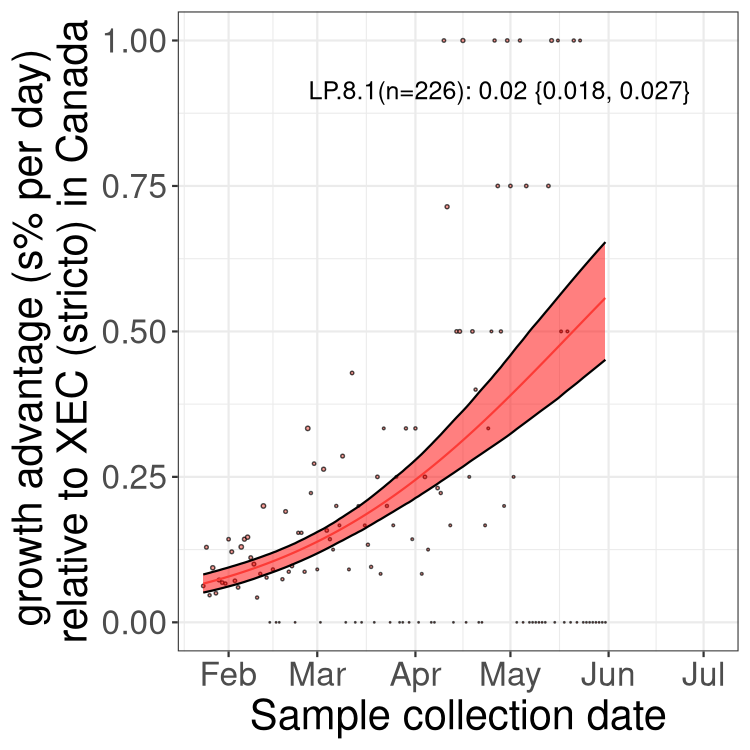 growth advantage (s% per day)
relative to XEC (stricto) in Canada
1.00
0.75
0.50
0.25
0.00
LP.8.1(n=226): 0.02 {0.018, 0.027}
Feb Mar Apr May Jun Jul
Sample collection date